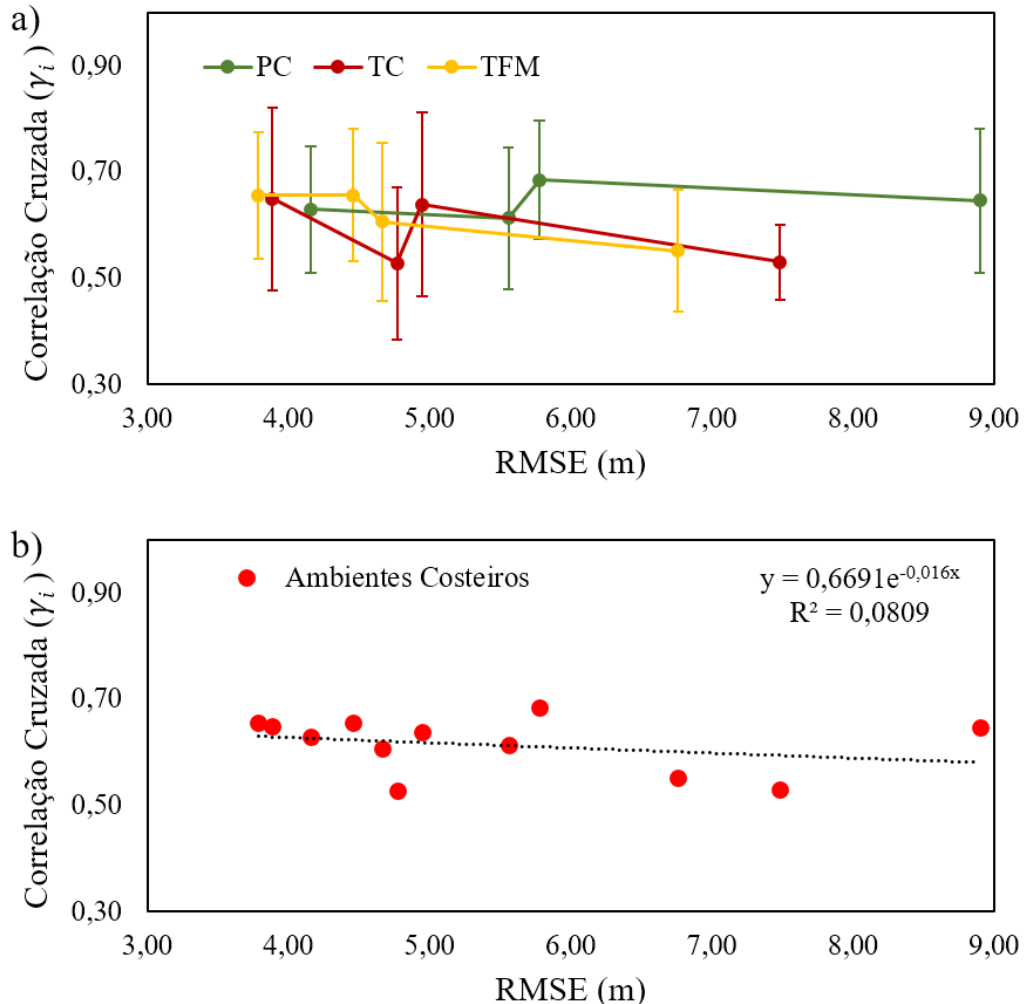 a)
Correlação Cruzada (γᵢ)
0,90
0,70
0,50
0,30
PC TC TFM
3,00 4,00 5,00 6,00 7,00 8,00 9,00
RMSE (m)
b)
Correlação Cruzada (γᵢ)
0,90
0,70
0,50
0,30
Ambientes Costeiros
y = 0,6691e^-0,016x
R² = 0,0809
3,00 4,00 5,00 6,00 7,00 8,00 9,00
RMSE (m)